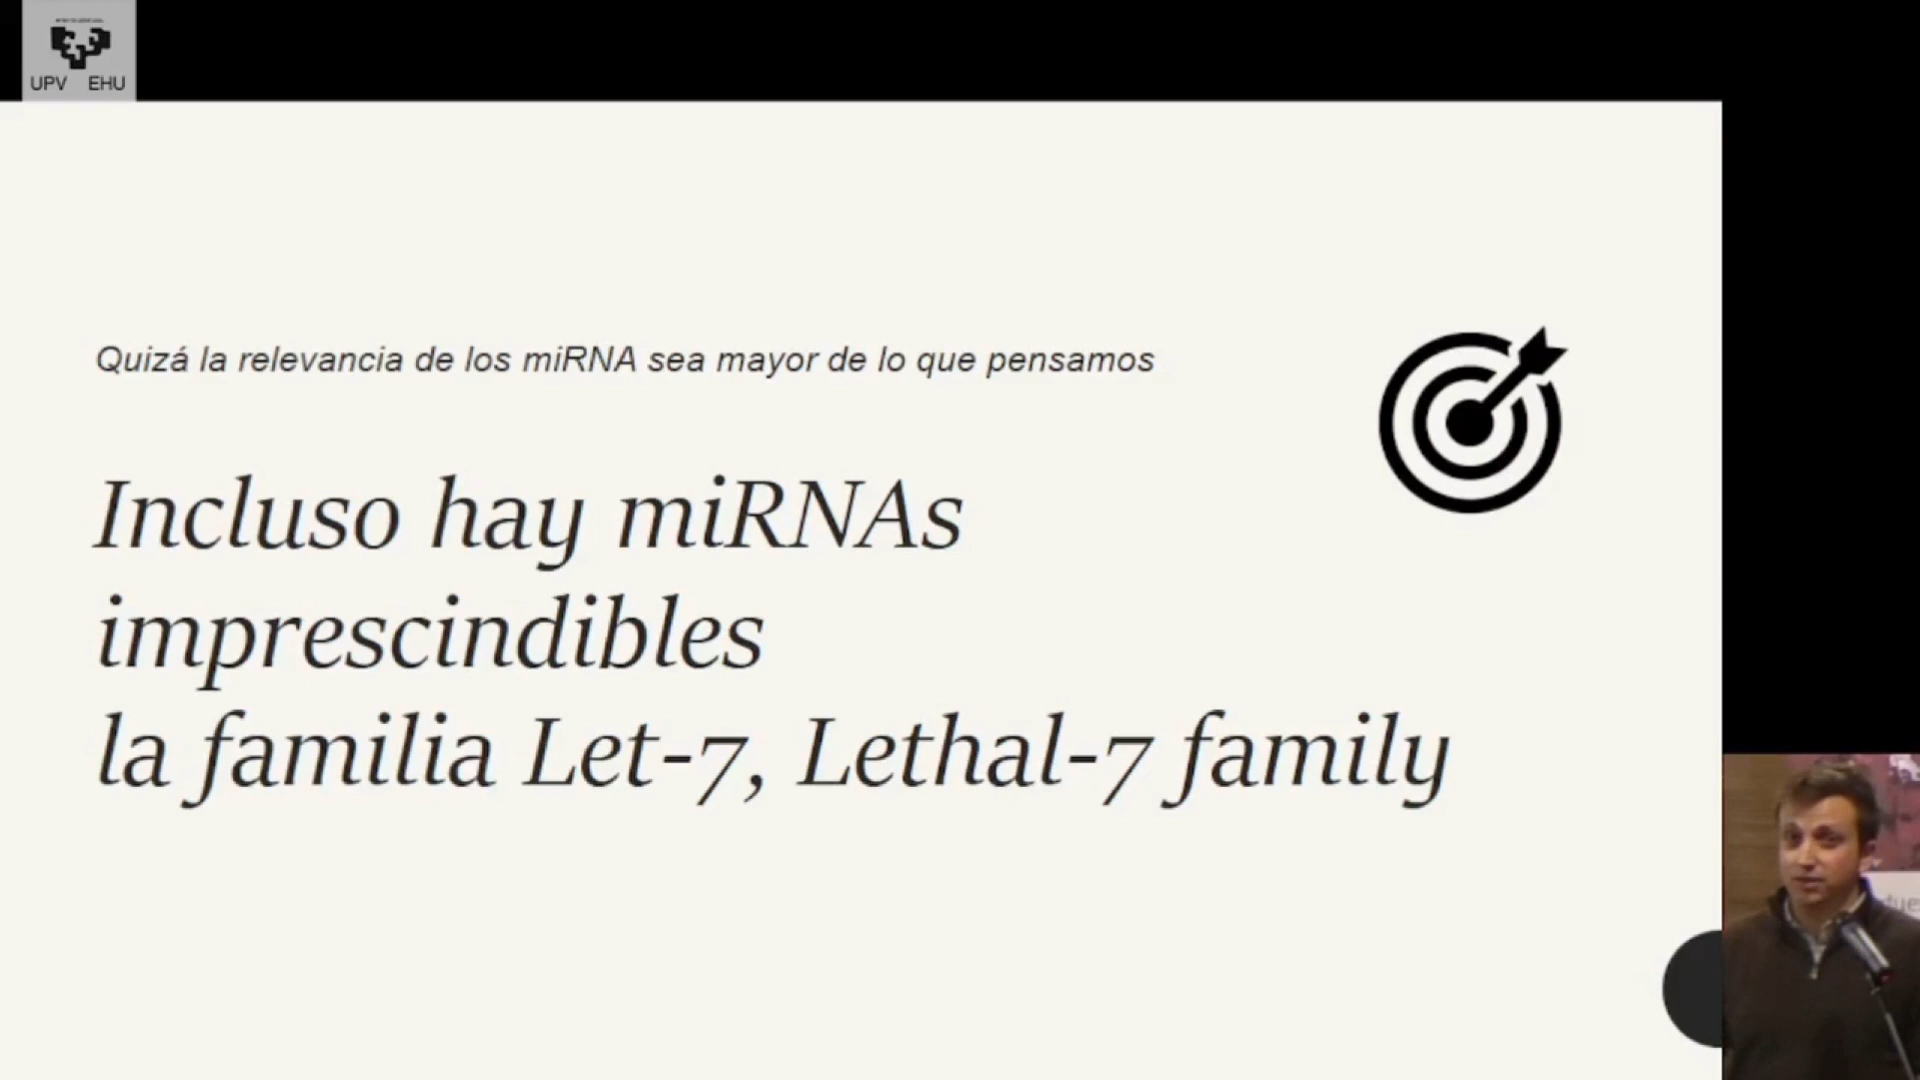 UPV EHU
Quizá la relevancia de los miRNA sea mayor de lo que pensamos
Incluso hay miRNAs
imprescindibles
la familia Let-7, Lethal-7 family